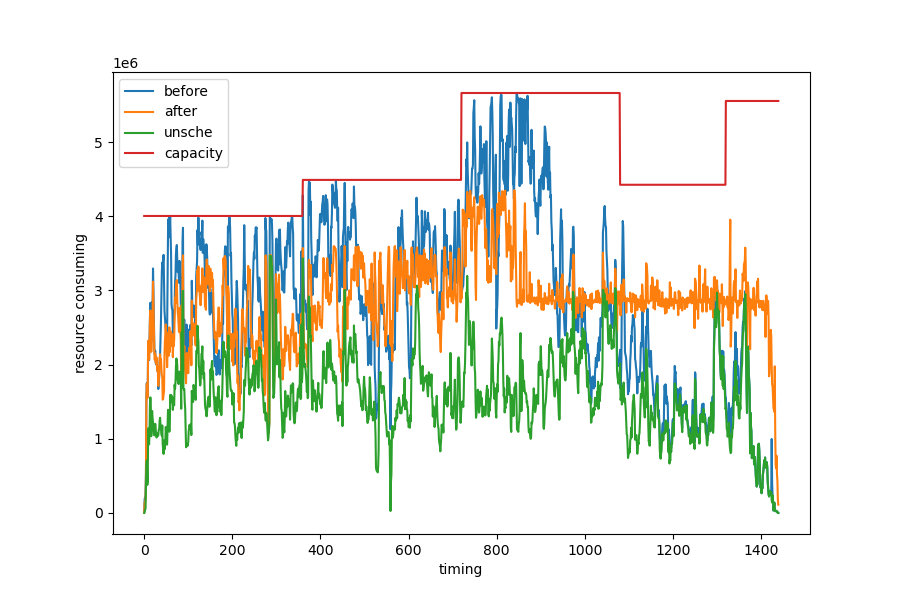 1e6
before
after
unsche
capacity
5
4
3
2
1
0
resource consuming
0 200 400 600 800 1000 1200 1400
timing